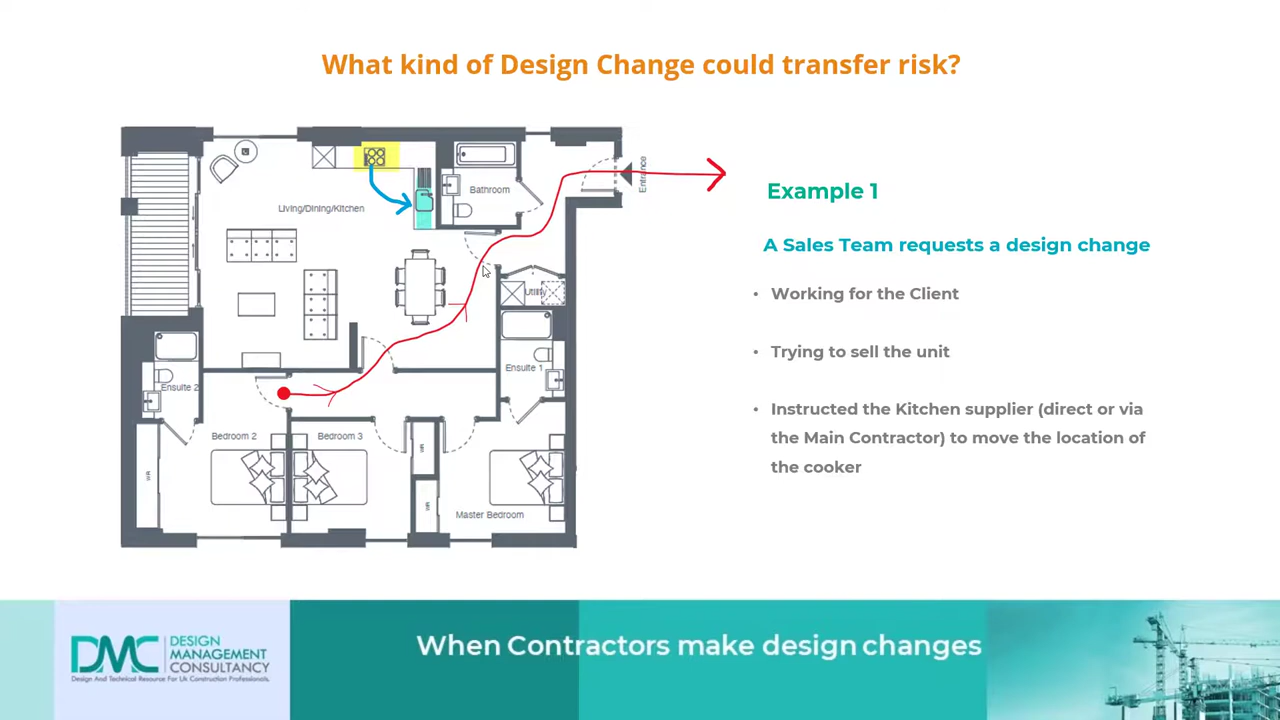 What kind of Design Change could transfer risk?
Entrance
Bathroom
Living/Dining/Kitchen
Utility
Ensuite 1
Ensuite 2
Bedroom 2
Bedroom 3
Master Bedroom
WR
WR
WR
Example 1
A Sales Team requests a design change
• Working for the Client
• Trying to sell the unit
• Instructed the Kitchen supplier (direct or via
the Main Contractor) to move the location of
the cooker
DMC
DESIGN
MANAGEMENT
CONSULTANCY
Design And Technical Resource For Uk Construction Professionals.
When Contractors make design changes